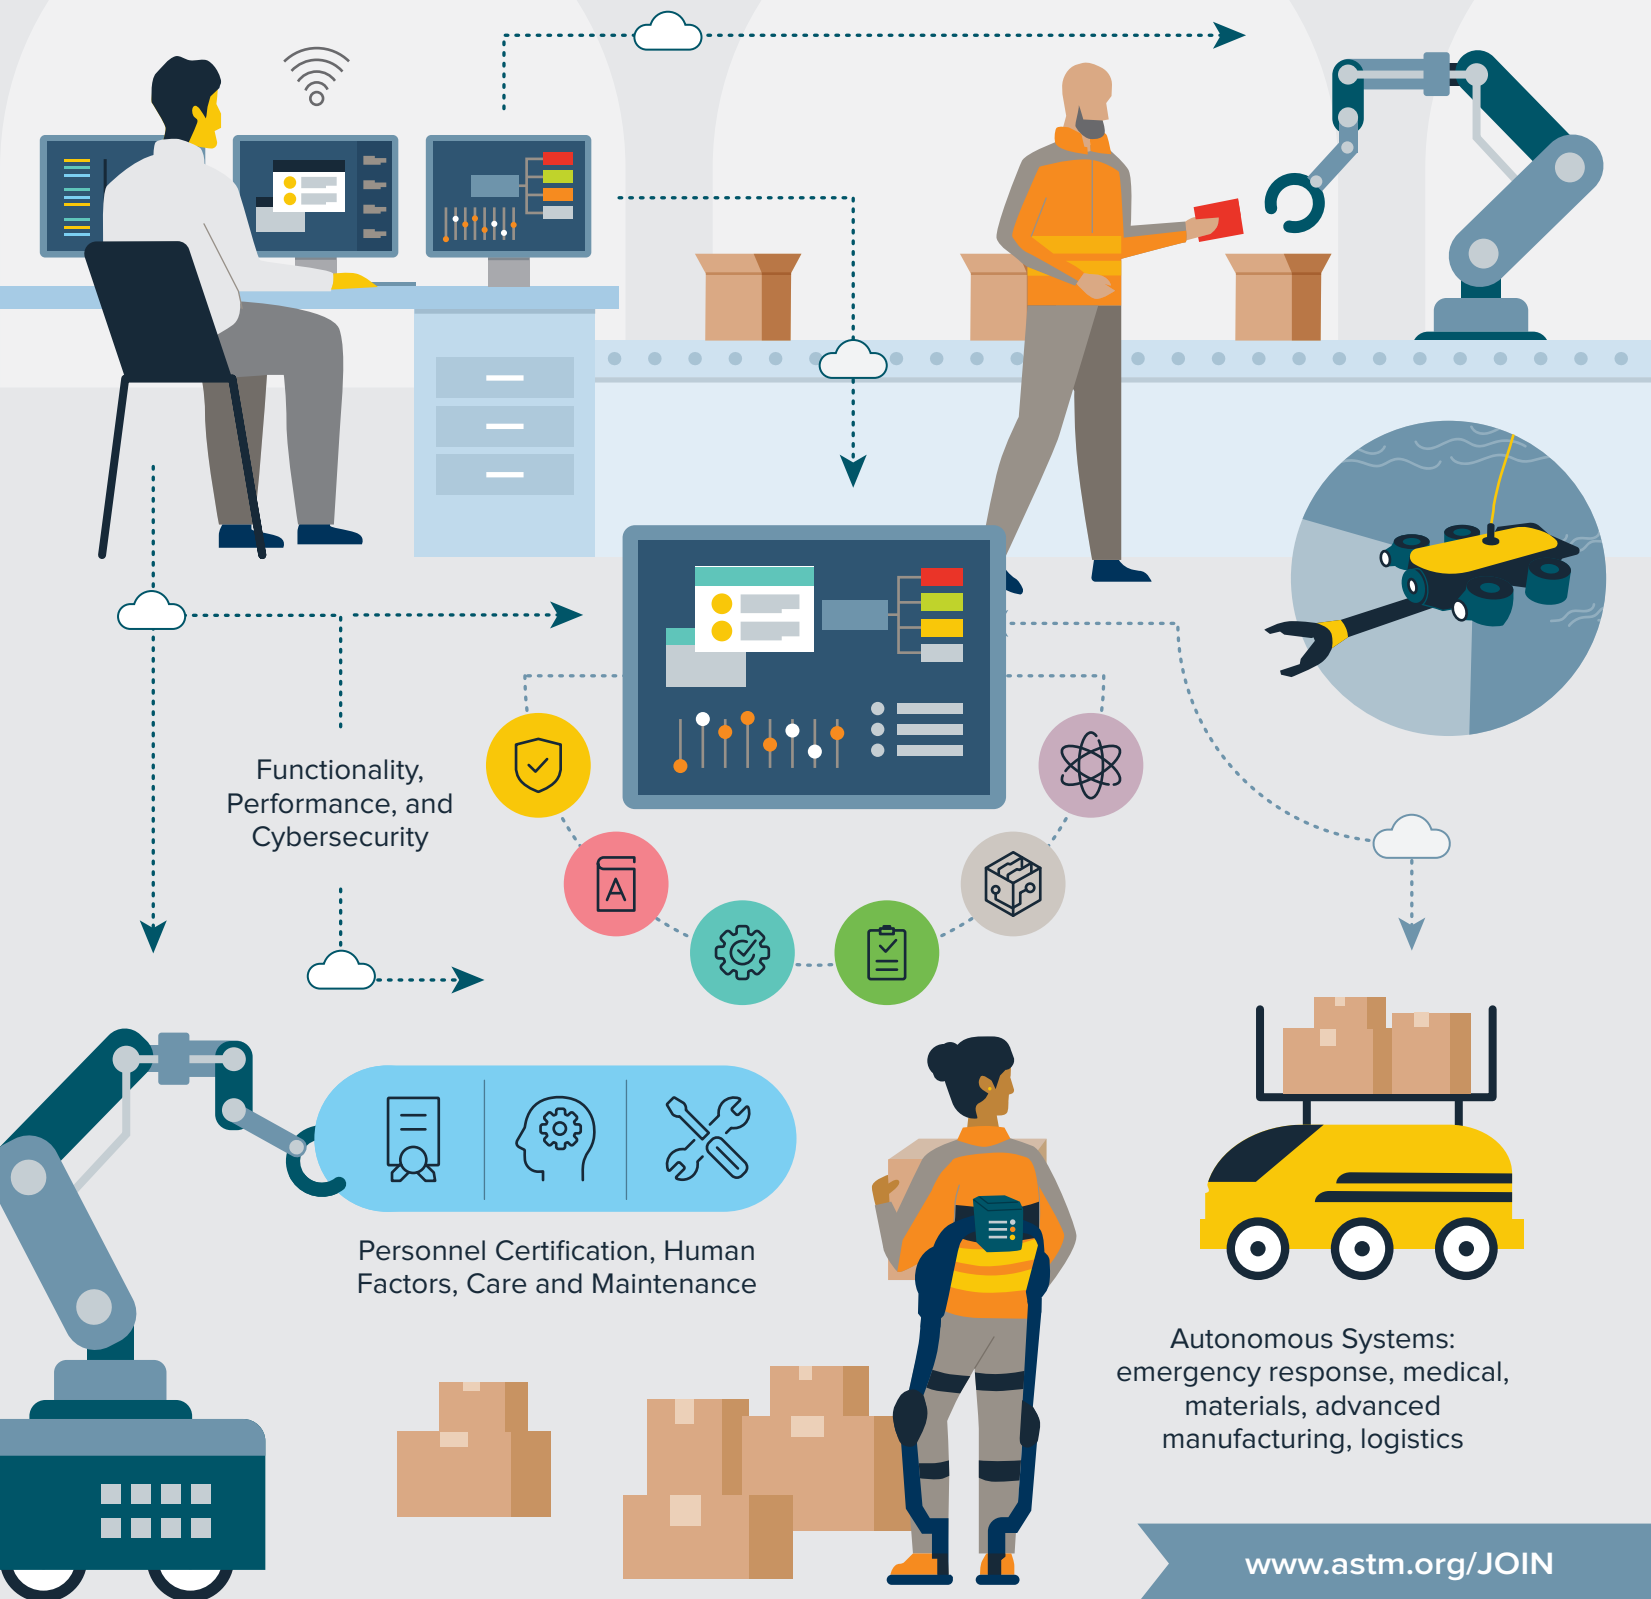 Functionality,
Performance, and
Cybersecurity
A
Personnel Certification, Human
Factors, Care and Maintenance
Autonomous Systems:
emergency response, medical,
materials, advanced
manufacturing, logistics
www.astm.org/JOIN